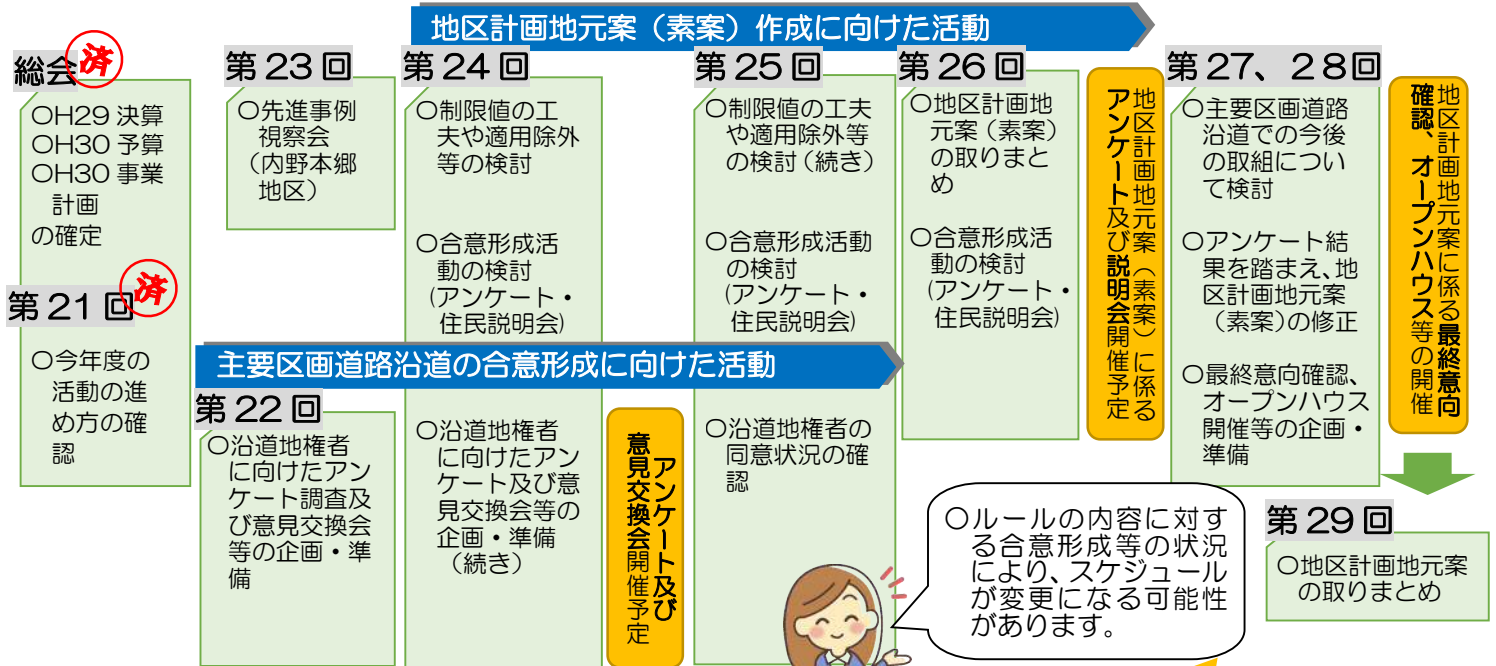 地区計画地元案（素案）作成に向けた活動
総会
済
〇H29 決算
〇H30 予算
〇H30 事業
計画
の確定
第21回
済
〇今年度の
活動の進
め方の確
認
第23回
〇先進事例
視察会
（内野本郷
地区）
第24回
〇制限値の工
夫や適用除外
等の検討
〇合意形成活
動の検討
(アンケート・
住民説明会)
第25回
〇制限値の工夫
や適用除外等
の検討（続き）
〇合意形成活動
の検討
(アンケート・
住民説明会)
第26回
〇地区計画地
元案（素案）
の取りまと
め
〇合意形成活
動の検討
(アンケート・
住民説明会)
地区計画地元案（素案）に係る
アンケート及び説明会開催予定
第27、28回
〇主要区画道路
沿道での今後
の取組につい
て検討
〇アンケート結
果を踏まえ、地
区計画地元案
（素案）の修正
〇最終意向確認、
オープンハウス
開催等の企画・
準備
地区計画地元案に係る最終意向
確認、オープンハウス等の開催
主要区画道路沿道の合意形成に向けた活動
第22回
〇沿道地権者
に向けたアン
ケート調査及
び意見交換会
等の企画・準
備
〇沿道地権者
に向けたアン
ケート及び意
見交換会等の
企画・準備
（続き）
アンケート及び
意見交換会開催予定
〇沿道地権者の
同意状況の確
認
〇ルールの内容に対す
る合意形成等の状況
により、スケジュール
が変更になる可能性
があります。
第29回
〇地区計画地元案
の取りまとめ